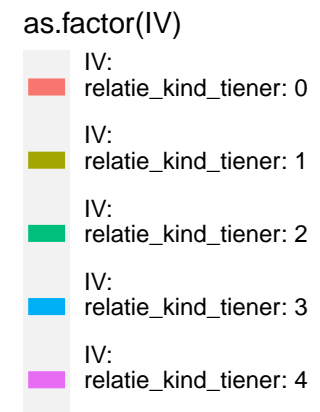 as.factor(IV)
IV:
relatie_kind_tiener: 0
IV:
relatie_kind_tiener: 1
IV:
relatie_kind_tiener: 2
IV:
relatie_kind_tiener: 3
IV:
relatie_kind_tiener: 4